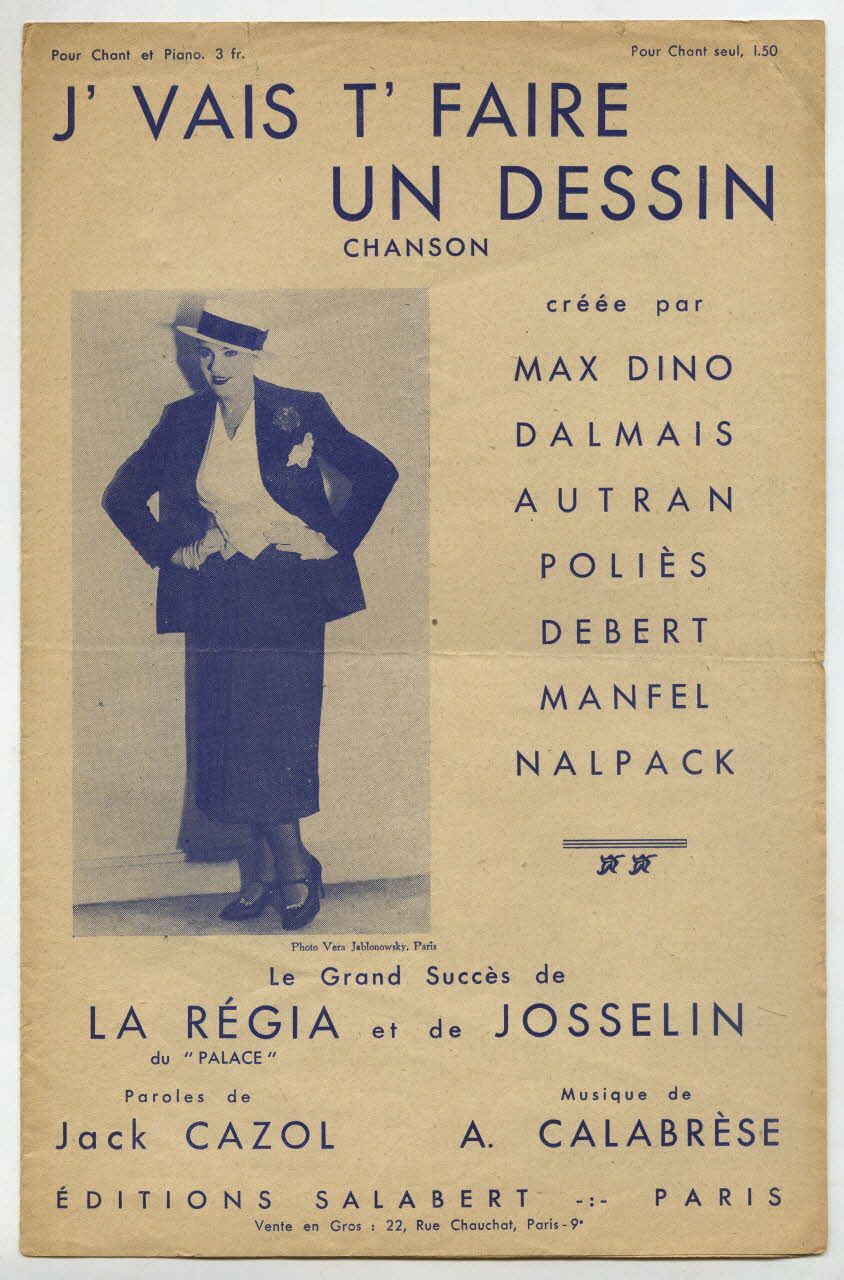 Pour Chant et Piano. 3 fr.
Pour Chant seul, 1.50
J' VAIS T' FAIRE
UN DESSIN
CHANSON
créée par
MAX DINO
DALMAIS
AUTRAN
POLIÈS
DEBERT
MANFEL
NALPACK
Photo Vera Jablonowsky, Paris
Le Grand Succès de
LA RÉGIA et de JOSSELIN
du "PALACE"
Paroles de
Jack CAZOL
Musique de
A. CALABRÈSE
ÉDITIONS SALABERT -:- PARIS
Vente en Gros : 22, Rue Chauchat, Paris-9e